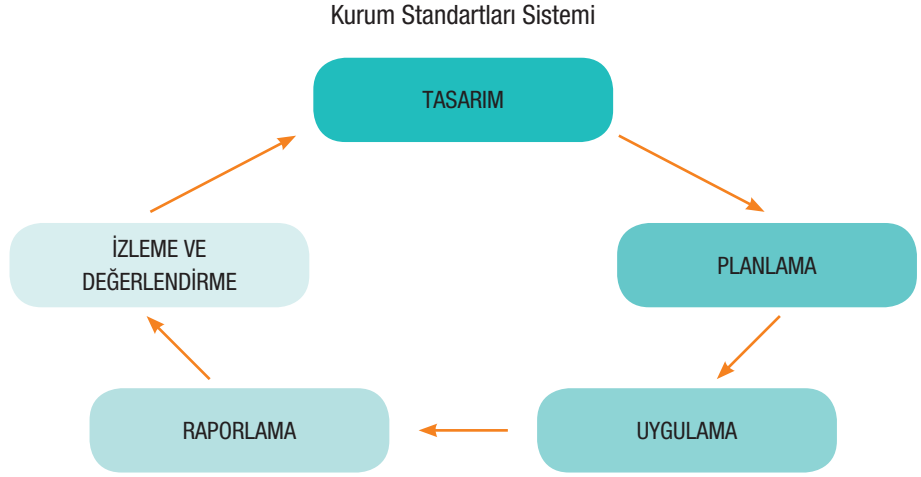 Kurum Standartları Sistemi
TASARIM
PLANLAMA
UYGULAMA
RAPORLAMA
İZLEME VE
DEĞERLENDİRME